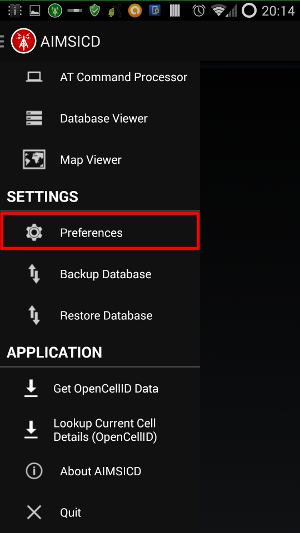 20:14
AIMSICD
AT Command Processor
Database Viewer
Map Viewer
SETTINGS
Preferences
Backup Database
Restore Database
APPLICATION
Get OpenCellID Data
Lookup Current Cell
Details (OpenCellID)
About AIMSICD
Quit